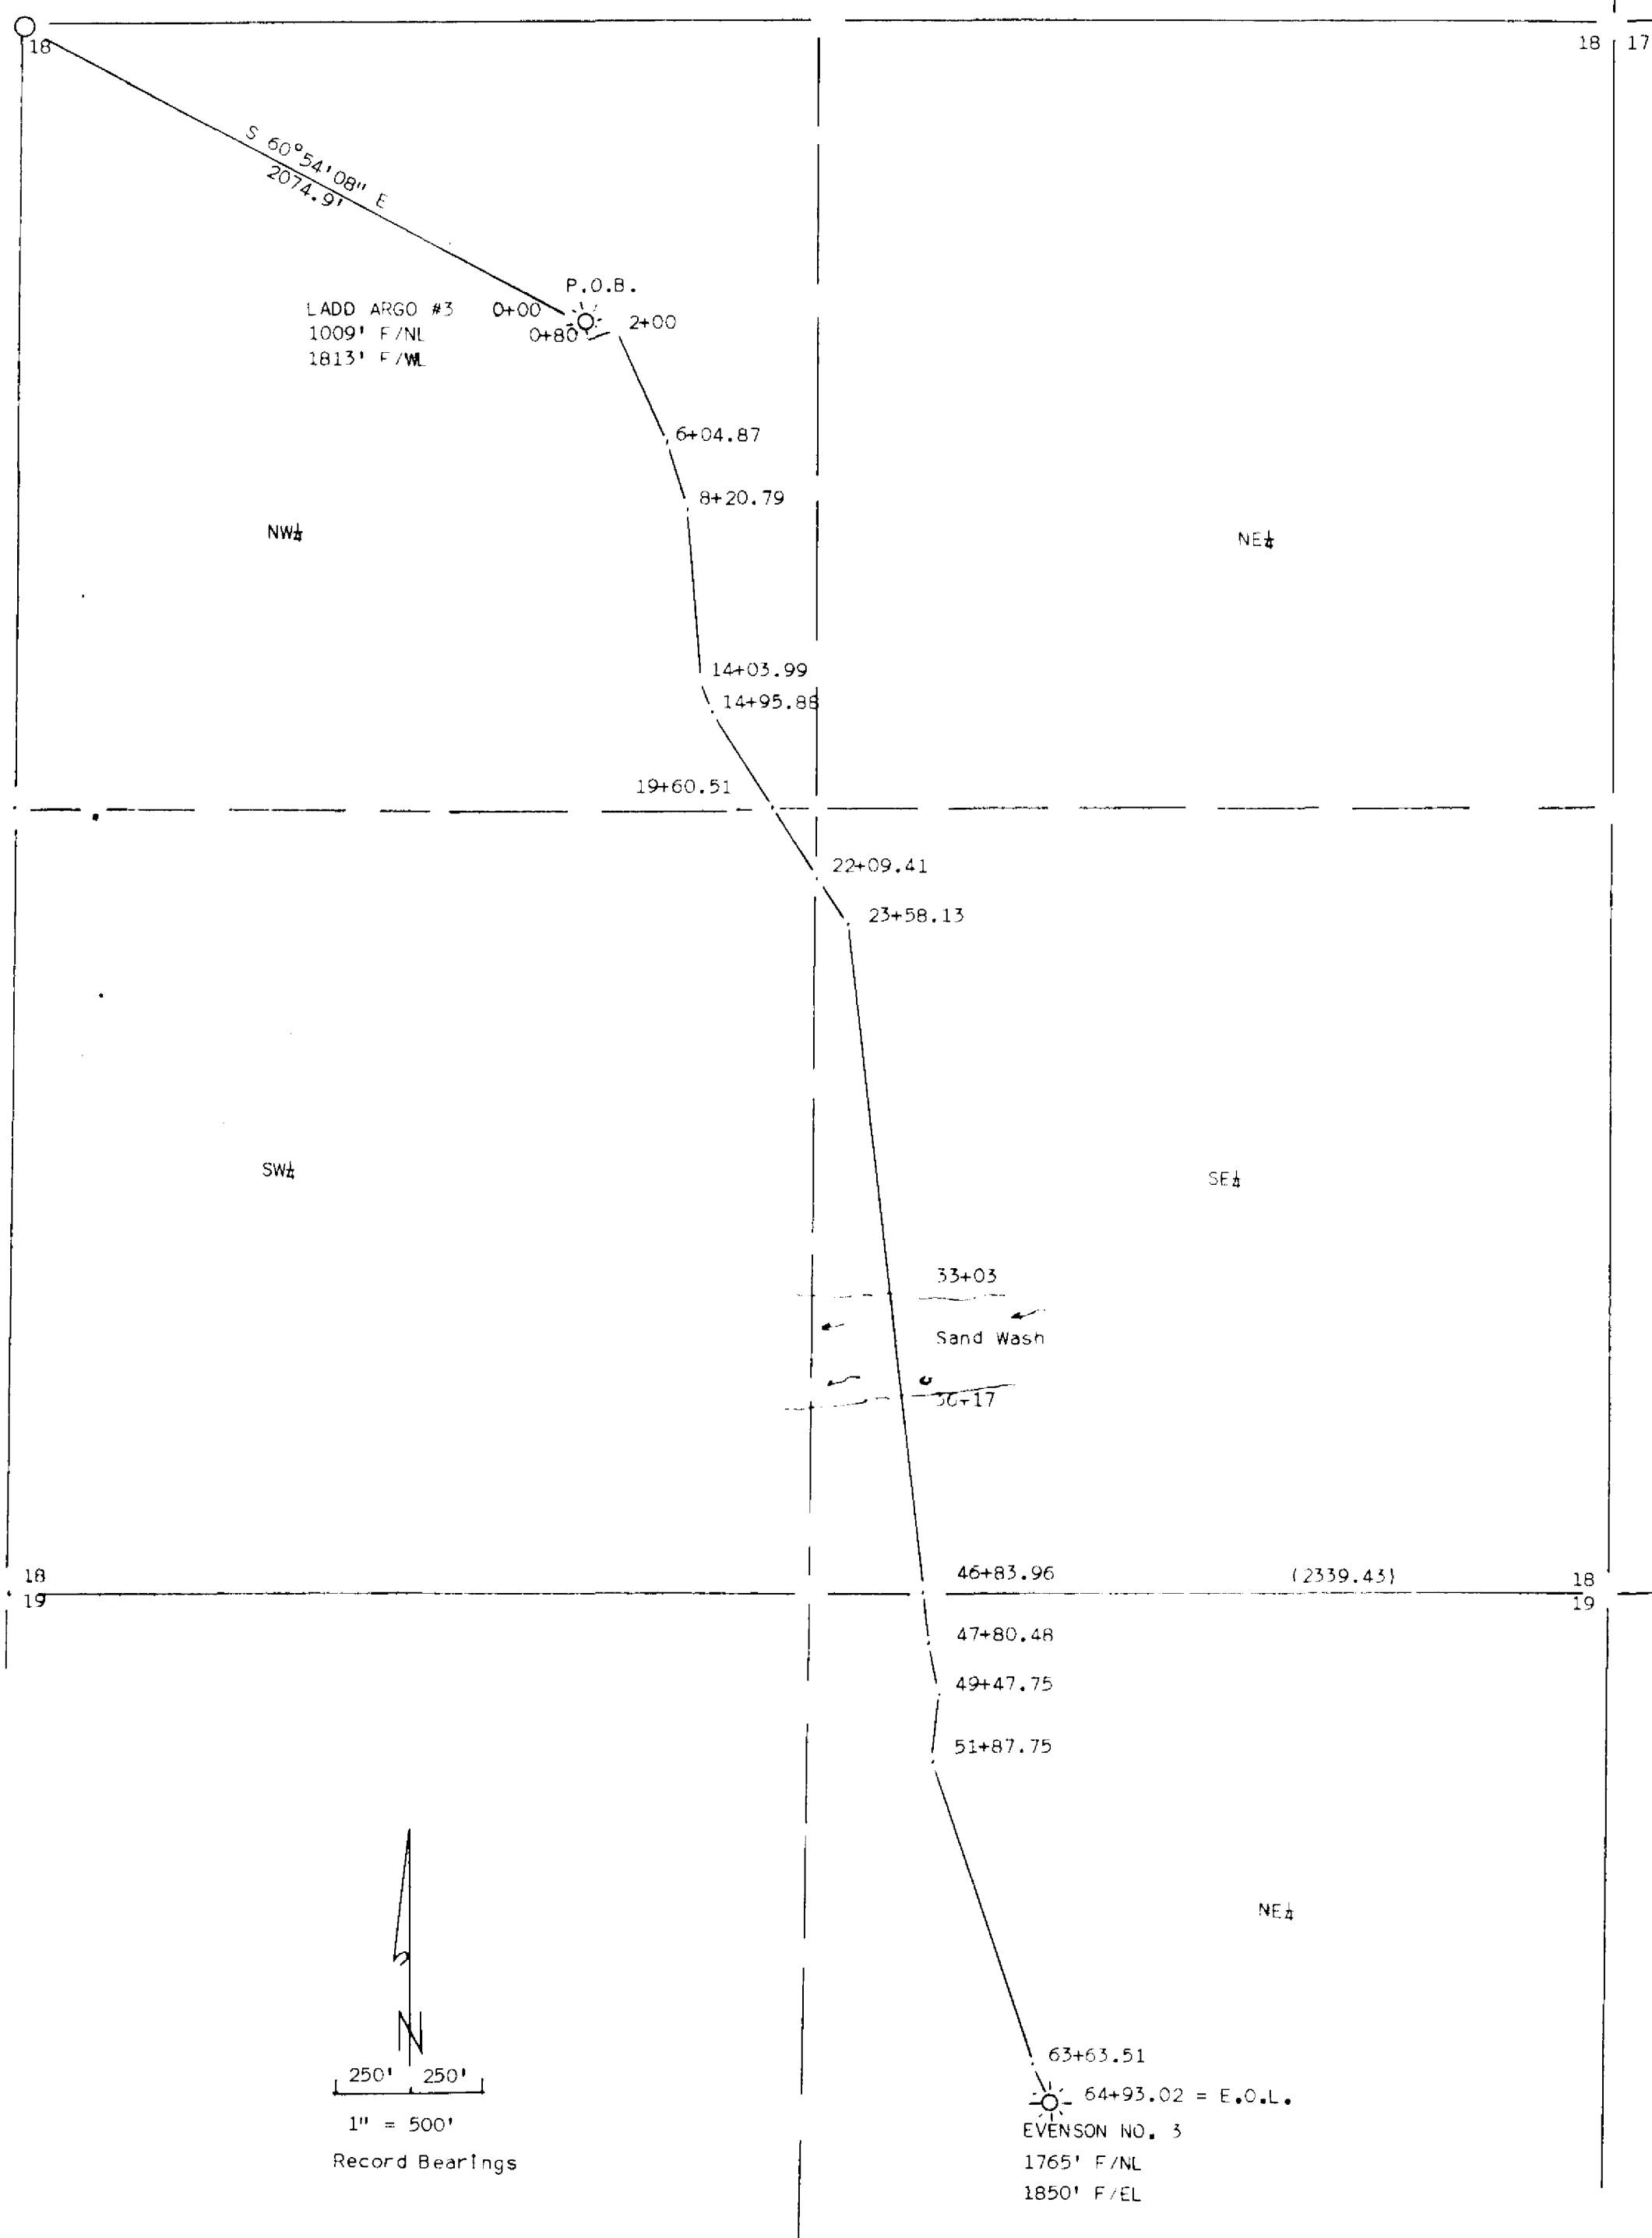 18
18 17
S 60°54'08" E
2074.9'
P.O.B.
LADD ARGO #3
0+00
1009' F/NL
0+80
2+00
1813' F/WL
6+04.87
8+20.79
NW¼
NE¼
14+03.99
14+95.88
19+60.51
22+09.41
23+58.13
SW¼
SE¼
33+03
Sand Wash
36+17
18
19
46+83.96
(2339.43)
18
19
47+80.48
49+47.75
51+87.75
NE¼
N
250' 250'
1" = 500'
Record Bearings
63+63.51
64+93.02 = E.O.L.
EVENSON NO. 3
1765' F/NL
1850' F/EL